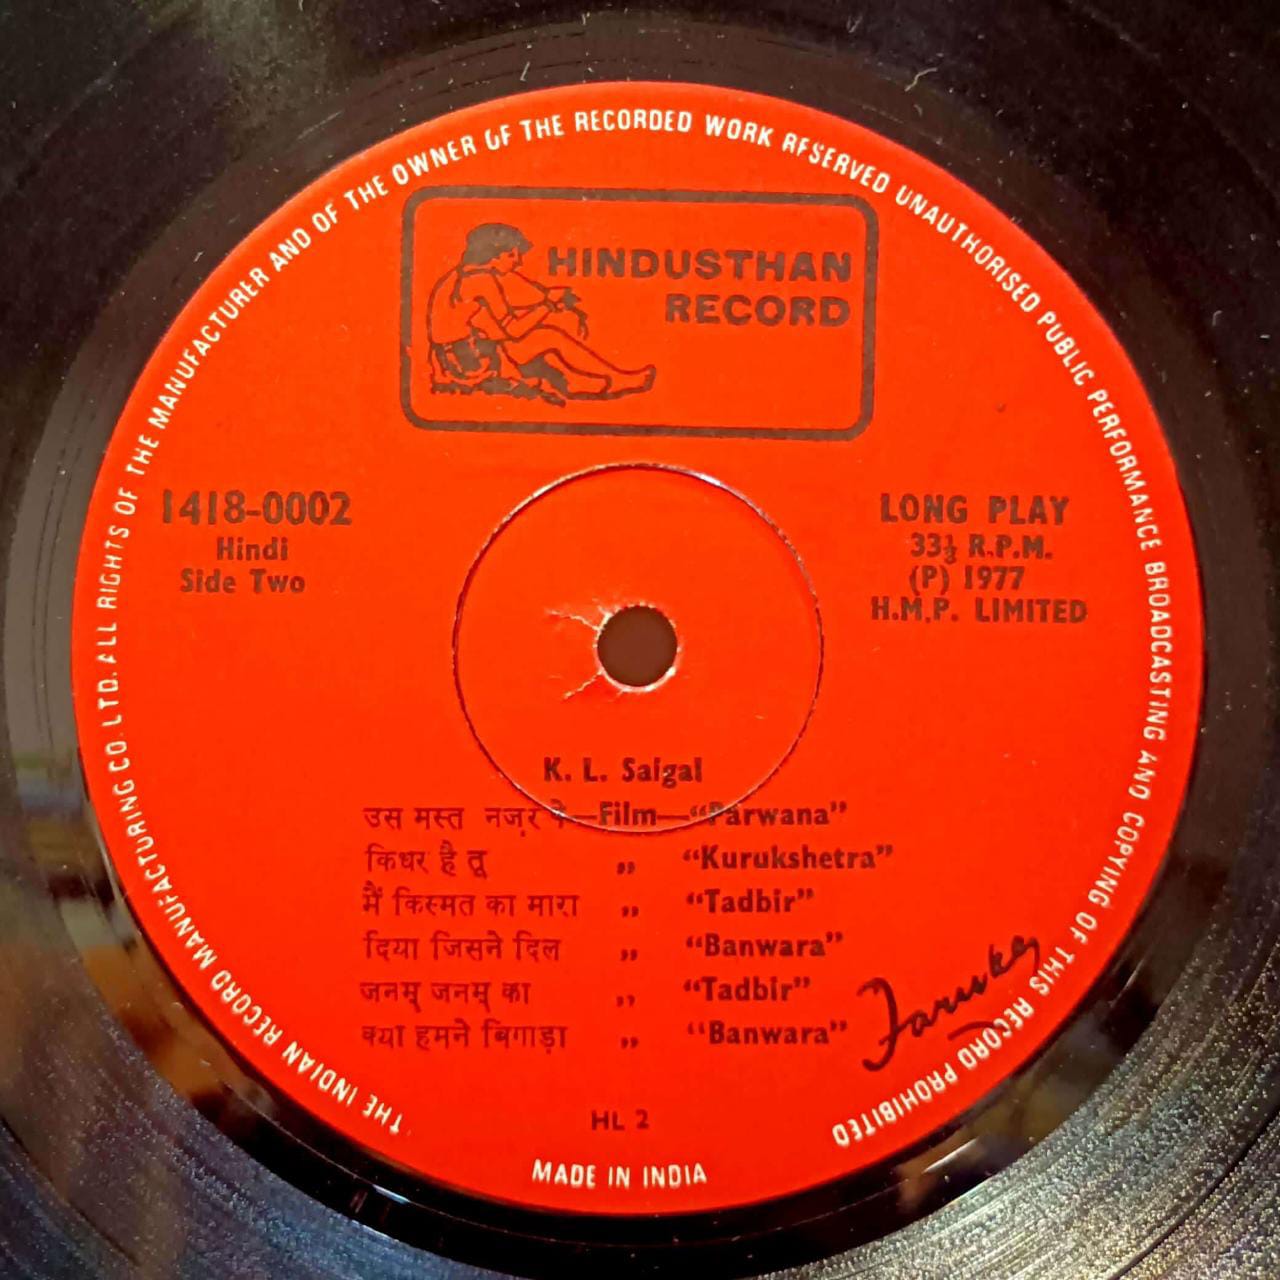 THE INDIAN RECORD MANUFACTURING CO. LTD. ALL RIGHTS OF THE MANUFACTURER AND OF THE OWNER OF THE RECORDED WORK RESERVED UNAUTHORISED PUBLIC PERFORMANCE BROADCASTING AND COPYING OF THIS RECORD PROHIBITED
HINDUSTHAN
RECORD
1418-0002
Hindi
Side Two
LONG PLAY
33⅓ R.P.M.
(P) 1977
H.M.P. LIMITED
K. L. Saigal
उस मस्त नज़र पे—Film—“Parwana”
किधर है तू „ “Kurukshetra”
मैं किस्मत का मारा „ “Tadbir”
दिया जिसने दिल „ “Banwara”
जनम् जनम् का „ “Tadbir”
क्या हमने बिगाड़ा „ “Banwara”
HL 2
MADE IN INDIA